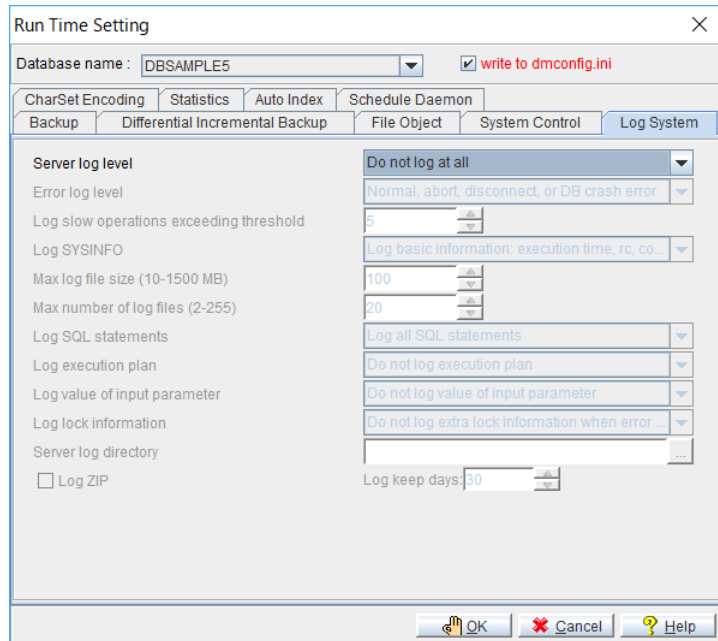 Run Time Setting
Database name : DBSAMPLE5 write to dmconfig.ini
CharSet Encoding Statistics Auto Index Schedule Daemon
Backup Differential Incremental Backup File Object System Control Log System
Server log level Do not log at all
Error log level Normal, abort, disconnect, or DB crash error
Log slow operations exceeding threshold 5
Log SYSINFO Log basic information: execution time, rc, co...
Max log file size (10-1500 MB) 100
Max number of log files (2-255) 20
Log SQL statements Log all SQL statements
Log execution plan Do not log execution plan
Log value of input parameter Do not log value of input parameter
Log lock information Do not log extra lock information when error ...
Server log directory ...
Log ZIP Log keep days: 30
OK Cancel Help